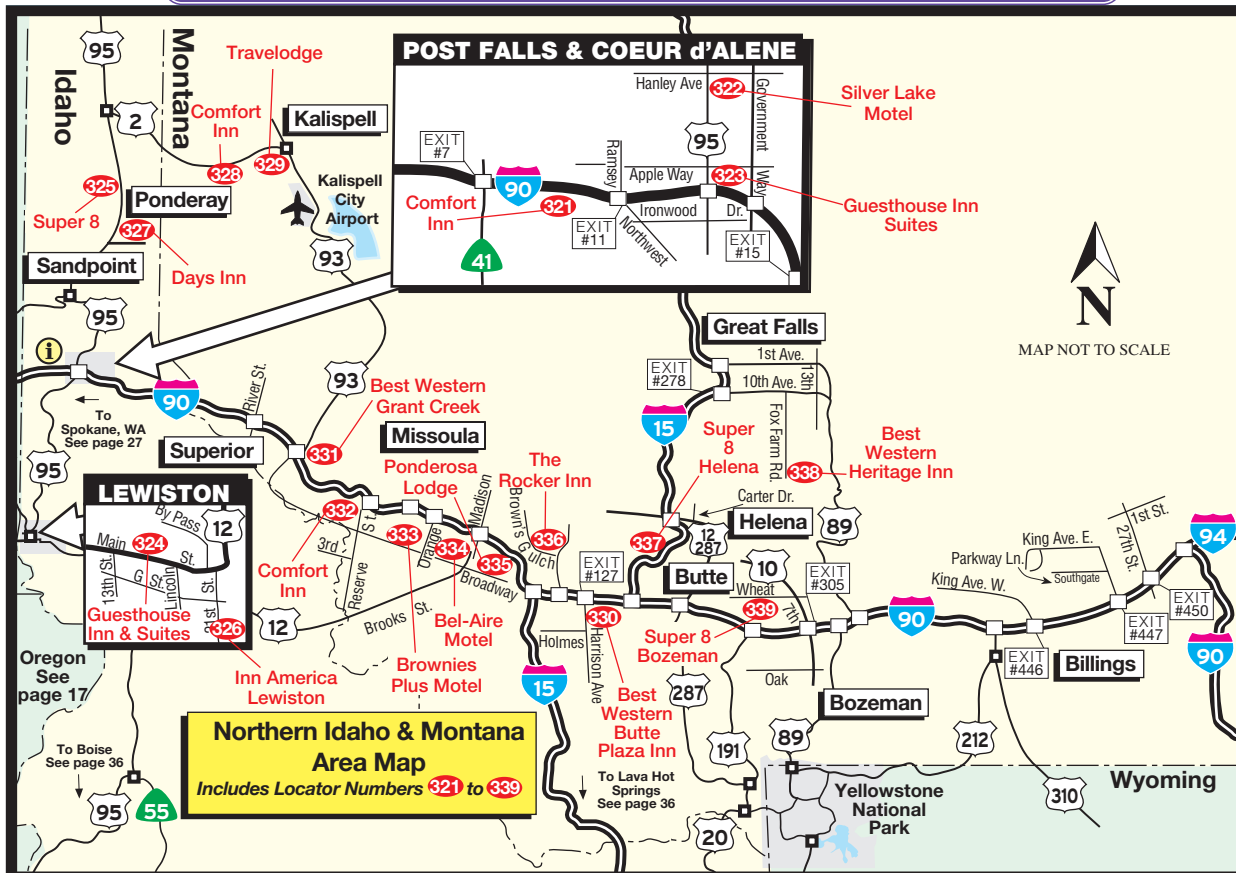 95
Idaho
Montana
2
Travelodge
Comfort
Inn
Kalispell
328
329
325
Super 8
Ponderay
327
Days Inn
Sandpoint
Kalispell
City
Airport
93
95
i
POST FALLS & COEUR d'ALENE
Hanley Ave
322
Government
Way
Silver Lake
Motel
95
EXIT
#7
Ramsey
Apple Way
323
90
Comfort
Inn
321
Ironwood
Dr.
Guesthouse Inn
Suites
EXIT
#11
Northwest
EXIT
#15
41
N
MAP NOT TO SCALE
Great Falls
1st Ave.
13th
10th Ave.
EXIT
#278
Fox Farm Rd.
15
Super
8
Helena
338
Best
Western
Heritage Inn
Carter Dr.
Helena
12
287
89
337
90
To
Spokane, WA
See page 27
River St.
93
Best Western
Grant Creek
Superior
331
Missoula
Ponderosa
Lodge
The
Rocker Inn
Madison
Brown's Gulch
332
333
Orange
334
335
336
3rd
Reserve
St.
Broadway
Comfort
Inn
Brooks St.
12
Bel-Aire
Motel
Brownies
Plus Motel
95
LEWISTON
By Pass
12
Main
St.
324
13th/St.
G. St.
Lincoln
21st St.
Guesthouse
Inn & Suites
326
Inn America
Lewiston
Oregon
See
page 17
To Boise
See page 36
95
55
Northern Idaho & Montana
Area Map
Includes Locator Numbers 321 to 339
EXIT
#127
Butte
10
EXIT
#305
Wheat
339
7th
330
Holmes
Harrison Ave
Super 8
Bozeman
Oak
15
Best
Western
Butte
Plaza Inn
287
Bozeman
90
191
89
To Lava Hot
Springs
See page 36
20
Yellowstone
National
Park
212
310
Wyoming
King Ave. E.
Parkway Ln.
Southgate
King Ave. W.
27th St.
1st St.
94
EXIT
#450
EXIT
#447
EXIT
#446
Billings
90